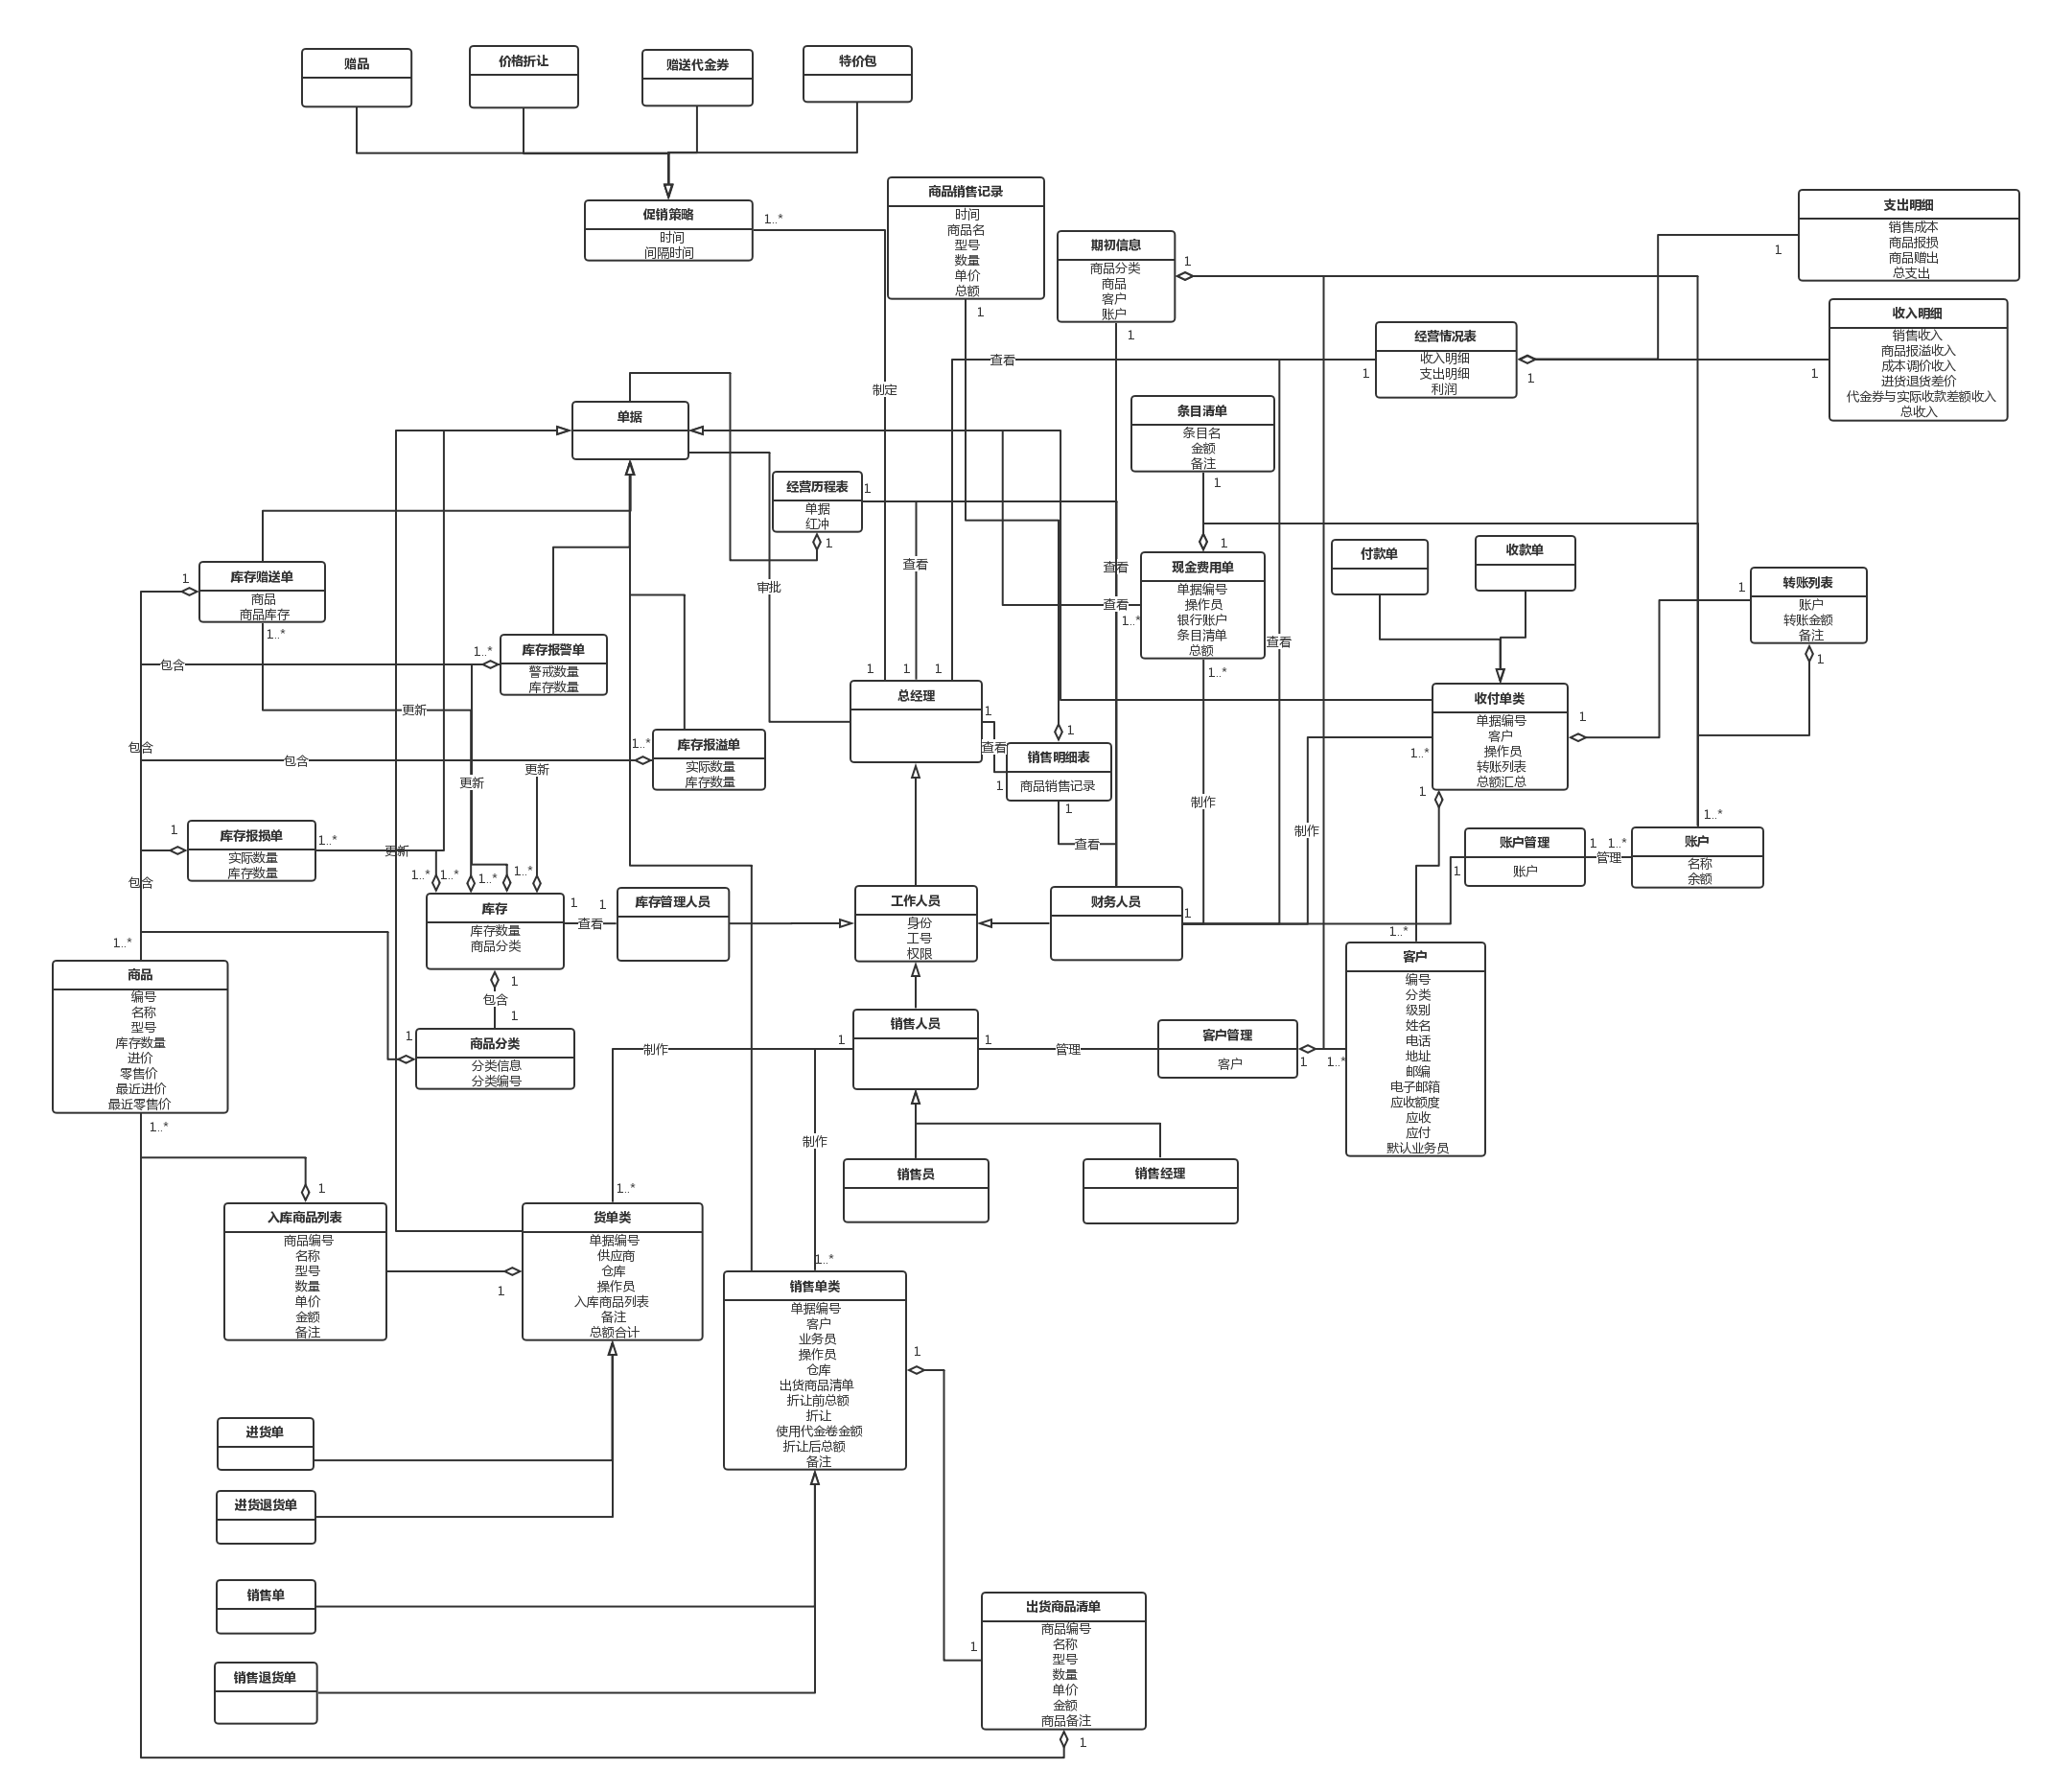 赠品
价格折让
赠送代金券
特价包
促销策略
时间
间隔时间
1..*
商品销售记录
时间
商品名
型号
数量
单价
总额
1
期初信息
商品分类
商品
客户
账户
1
1
支出明细
销售成本
商品报损
商品赠出
总支出
1
收入明细
销售收入
商品报溢收入
成本调价收入
进货退货差价
代金券与实际收款差额收入
总收入
1
经营情况表
收入明细
支出明细
利润
1
1
查看
制定
单据
条目清单
条目名
金额
备注
1
经营历程表
单据
红冲
1
1
查看
审批
查看
查看
查看
现金费用单
单据编号
操作员
银行账户
条目清单
总额
1
1..*
1..*
付款单
收款单
转账列表
账户
转账金额
备注
1
1
库存赠送单
商品
商品库存
1
1..*
库存报警单
警戒数量
库存数量
1..*
包含
更新
包含
包含
更新
更新
库存报溢单
实际数量
库存数量
1..*
总经理
1
1
1
1
查看
销售明细表
商品销售记录
1
1
1
查看
收付单类
单据编号
客户
操作员
转账列表
总额汇总
1
1..*
1
制作
制作
库存报损单
实际数量
库存数量
1
1..*
更新
包含
1..*
1..*
1..*
1..*
库存
库存数量
商品分类
1
1
查看
1
包含
1
库存管理人员
工作人员
身份
工号
权限
财务人员
1
账户管理
账户
1
1
1..*
管理
账户
名称
余额
1..*
客户
编号
分类
级别
姓名
电话
地址
邮编
电子邮箱
应收额度
应收
应付
默认业务员
1..*
1..*
商品
编号
名称
型号
库存数量
进价
零售价
最近进价
最近零售价
1..*
1..*
商品分类
分类信息
分类编号
1
销售人员
1
1
制作
管理
客户管理
客户
1
制作
销售员
销售经理
入库商品列表
商品编号
名称
型号
数量
单价
金额
备注
1
货单类
单据编号
供应商
仓库
操作员
入库商品列表
备注
总额合计
1..*
1
销售单类
单据编号
客户
业务员
操作员
仓库
出货商品清单
折让前总额
折让
使用代金卷金额
折让后总额
备注
1..*
1
进货单
进货退货单
销售单
销售退货单
出货商品清单
商品编号
名称
型号
数量
单价
金额
商品备注
1
1